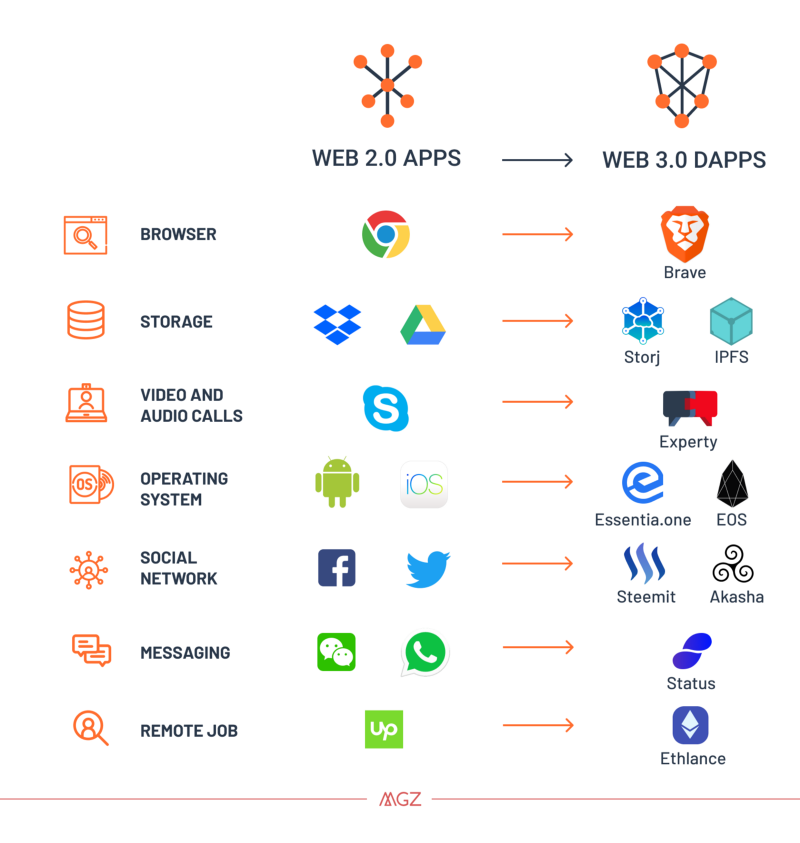 WEB 2.0 APPS
WEB 3.0 DAPPS
BROWSER
Brave
STORAGE
Storj
IPFS
VIDEO AND
AUDIO CALLS
S
Experty
OS
OPERATING
SYSTEM
iOS
Essentia.one
EOS
SOCIAL
NETWORK
f
Steemit
Akasha
MESSAGING
Status
REMOTE JOB
up
Ethlance
MGZ